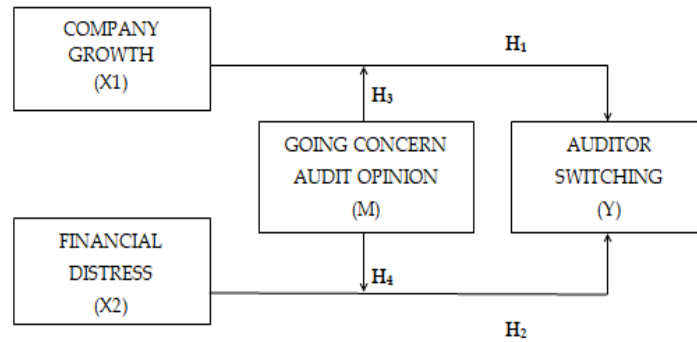 COMPANY
GROWTH
(X1)
H1
H3
GOING CONCERN
AUDIT OPINION
(M)
AUDITOR
SWITCHING
(Y)
FINANCIAL
DISTRESS
(X2)
H4
H2